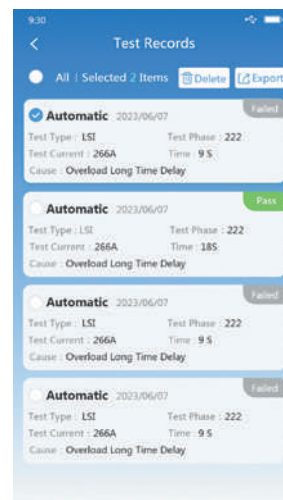 9:30
Test Records
All | Selected 2 Items Delete Export
Automatic 2023/06/07 Failed
Test Type : LSI Test Phase : 222
Test Current : 266A Time : 9 S
Cause : Overload Long Time Delay
Automatic 2023/06/07 Pass
Test Type : LSI Test Phase : 222
Test Current : 266A Time : 18S
Cause : Overload Long Time Delay
Automatic 2023/06/07 Failed
Test Type : LSI Test Phase : 222
Test Current : 266A Time : 9 S
Cause : Overload Long Time Delay
Automatic 2023/06/07 Failed
Test Type : LSI Test Phase : 222
Test Current : 266A Time : 9 S
Cause : Overload Long Time Delay